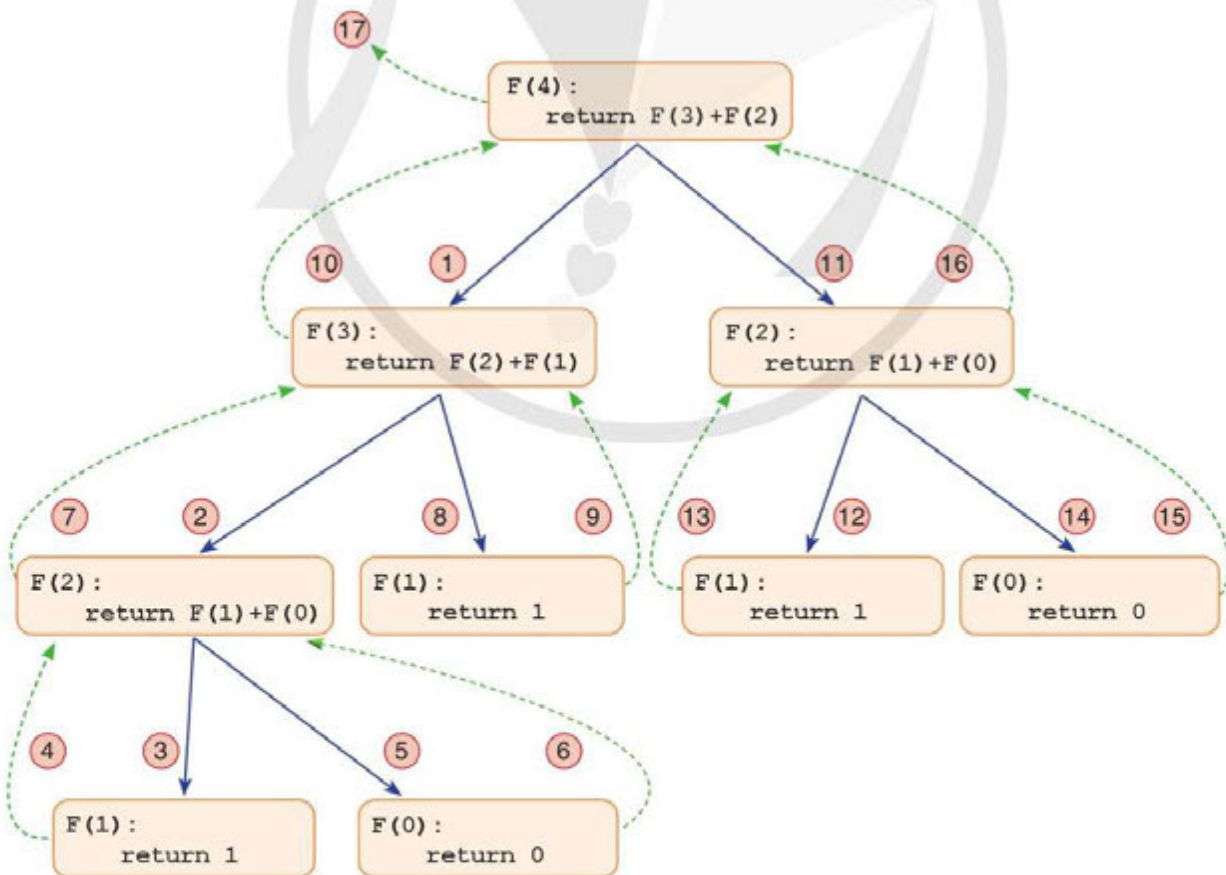 17
F(4):
return F(3)+F(2)
10
1
11
16
F(3):
return F(2)+F(1)
F(2):
return F(1)+F(0)
7
2
8
9
13
12
14
15
F(2):
return F(1)+F(0)
F(1):
return 1
F(1):
return 1
F(0):
return 0
4
3
5
6
F(1):
return 1
F(0):
return 0